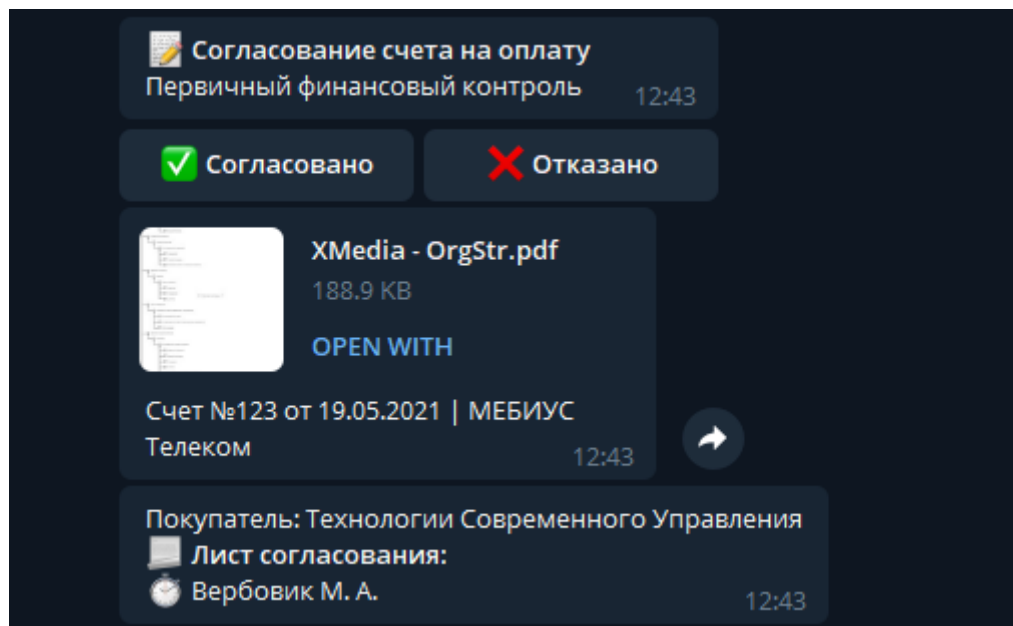 Согласование счета на оплату
Первичный финансовый контроль
12:43
Согласовано
Отказано
XMedia - OrgStr.pdf
188.9 KB
OPEN WITH
Счет №123 от 19.05.2021 | МЕБИУС
Телеком
12:43
Покупатель: Технологии Современного Управления
Лист согласования:
Вербовик М. А.
12:43